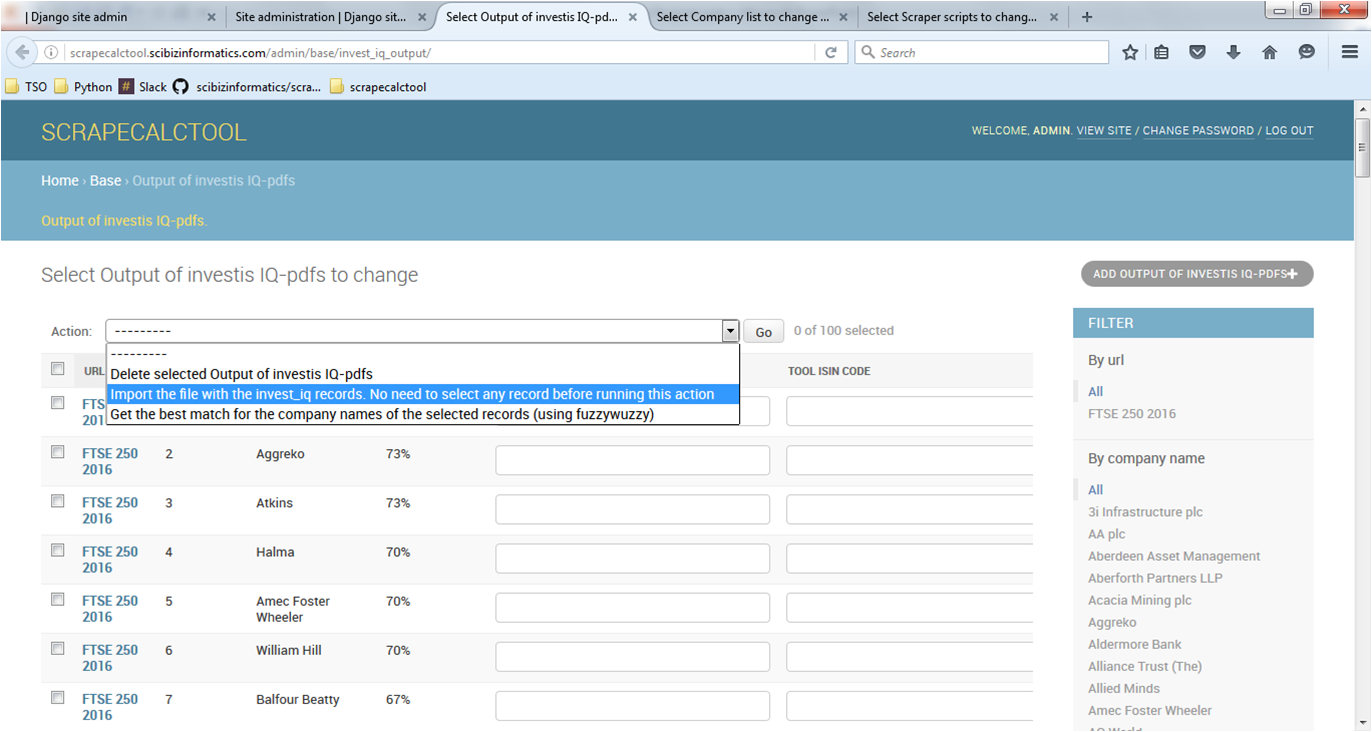 | Django site admin
Site administration | Django sit...
Select Output of investis IQ-pd...
Select Company list to change ...
Select Scraper scripts to chang...
scrapecalctool.scibizinformatics.com/admin/base/invest_iq_output/
Search
TSO
Python
Slack
scibizinformatics/scra...
scrapecalctool
SCRAPECALCTOOL
WELCOME, ADMIN. VIEW SITE / CHANGE PASSWORD / LOG OUT
Home › Base › Output of investis IQ-pdfs
Output of investis IQ-pdfs.
Select Output of investis IQ-pdfs to change
ADD OUTPUT OF INVESTIS IQ-PDFS
Action:
---------
Go
0 of 100 selected
---------
Delete selected Output of investis IQ-pdfs
Import the file with the invest_iq records. No need to select any record before running this action
Get the best match for the company names of the selected records (using fuzzywuzzy)
URL
TOOL ISIN CODE
FTS
201
FTSE 250 2016 2 Aggreko 73%
FTSE 250 2016 3 Atkins 73%
FTSE 250 2016 4 Halma 70%
FTSE 250 2016 5 Amec Foster Wheeler 70%
FTSE 250 2016 6 William Hill 70%
FTSE 250 2016 7 Balfour Beatty 67%
FILTER
By url
All
FTSE 250 2016
By company name
All
3i Infrastructure plc
AA plc
Aberdeen Asset Management
Aberforth Partners LLP
Acacia Mining plc
Aggreko
Aldermore Bank
Alliance Trust (The)
Allied Minds
Amec Foster Wheeler